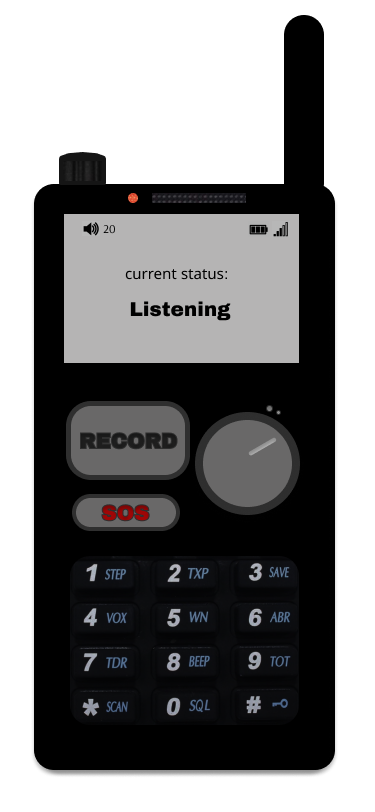 20
current status:
Listening
RECORD
SOS
1 STEP 2 TXP 3 SAVE
4 VOX 5 WN 6 ABR
7 TDR 8 BEEP 9 TOT
* SCAN 0 SQL #